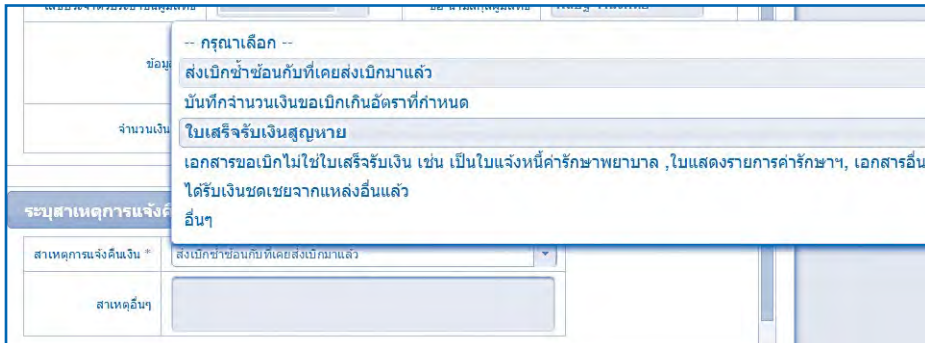 -- กรุณาเลือก --
ข้อมู
ส่งเบิกซ้ำซ้อนกับที่เคยส่งเบิกมาแล้ว
บันทึกจำนวนเงินขอเบิกเกินอัตราที่กำหนด
จำนวนเงิน
ใบเสร็จรับเงินสูญหาย
เอกสารขอเบิกไม่ใช่ใบเสร็จรับเงิน เช่น เป็นใบแจ้งหนี้ค่ารักษาพยาบาล ,ใบแสดงรายการค่ารักษาฯ, เอกสารอื่น
ได้รับเงินชดเชยจากแหล่งอื่นแล้ว
ระบุสาเหตุการแจ้งคื
อื่นๆ
สาเหตุการแจ้งคืนเงิน * ส่งเบิกซ้ำซ้อนกับที่เคยส่งเบิกมาแล้ว
สาเหตุอื่นๆ